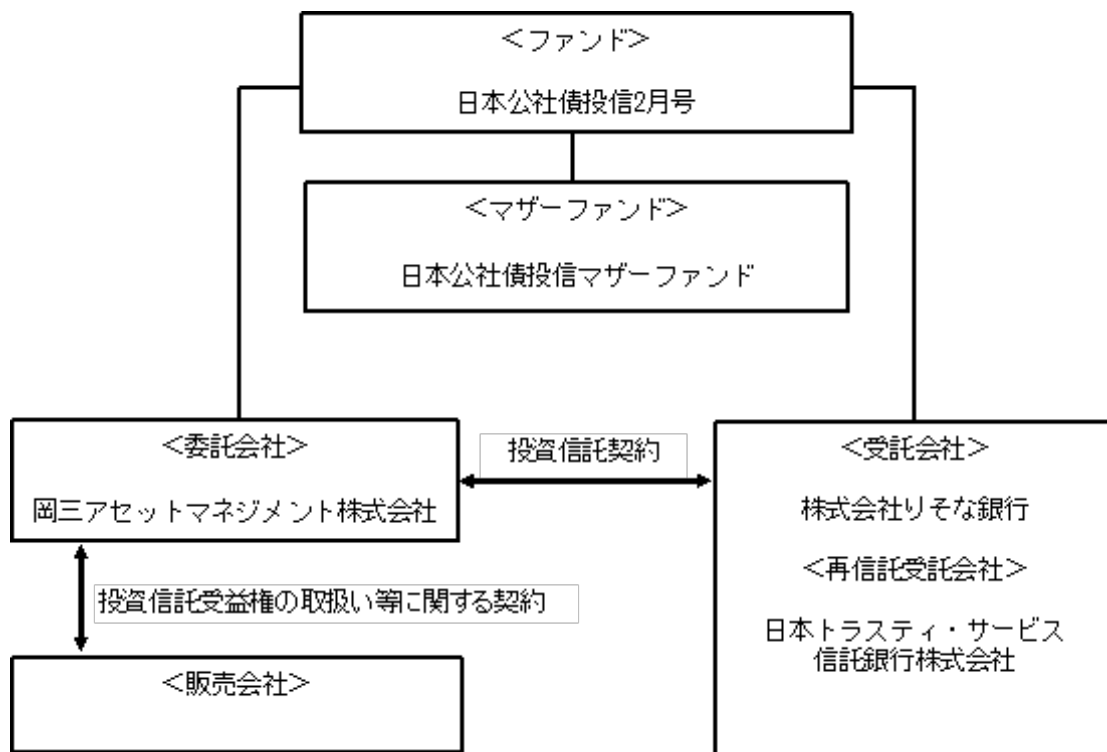 ＜ファンド＞
日本公社債投信2月号
＜マザーファンド＞
日本公社債投信マザーファンド
＜委託会社＞
岡三アセットマネジメント株式会社
投資信託契約
＜受託会社＞
株式会社りそな銀行
＜再信託受託会社＞
日本トラスティ・サービス
信託銀行株式会社
投資信託受益権の取扱い等に関する契約
＜販売会社＞